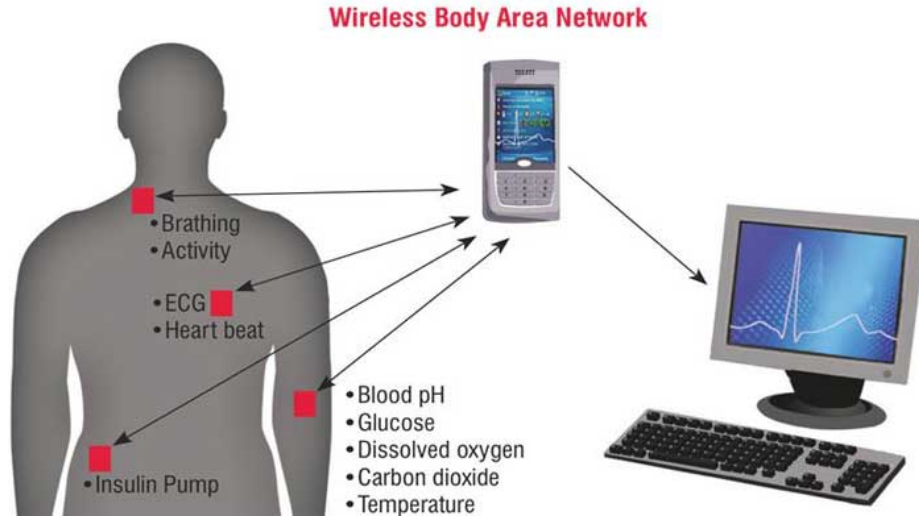 Wireless Body Area Network
• Brathing
• Activity
• ECG
• Heart beat
• Insulin Pump
• Blood pH
• Glucose
• Dissolved oxygen
• Carbon dioxide
• Temperature